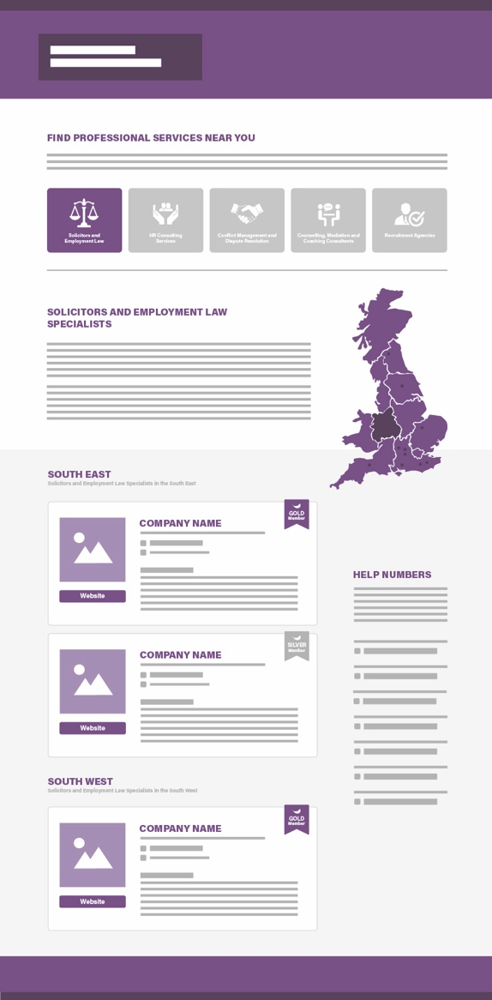 FIND PROFESSIONAL SERVICES NEAR YOU
Solicitors and
Employment Law
HR Consulting
Services
Conflict Management and
Dispute Resolution
Counselling, Mediation and
Coaching Consultants
Recruitment Agencies
SOLICITORS AND EMPLOYMENT LAW
SPECIALISTS
SOUTH EAST
Solicitors and Employment Law Specialists in the South East
GOLD
Member
COMPANY NAME
Website
SILVER
Member
COMPANY NAME
Website
HELP NUMBERS
SOUTH WEST
Solicitors and Employment Law Specialists in the South West
GOLD
Member
COMPANY NAME
Website